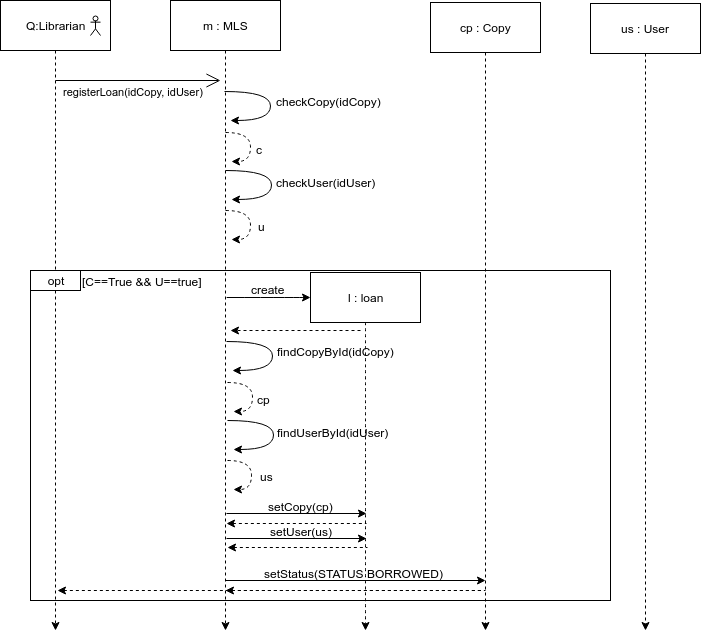 Q:Librarian
m : MLS
cp : Copy
us : User
registerLoan(idCopy, idUser)
checkCopy(idCopy)
c
checkUser(idUser)
u
opt
[C==True && U==true]
create
l : loan
findCopyById(idCopy)
cp
findUserById(idUser)
us
setCopy(cp)
setUser(us)
setStatus(STATUS.BORROWED)